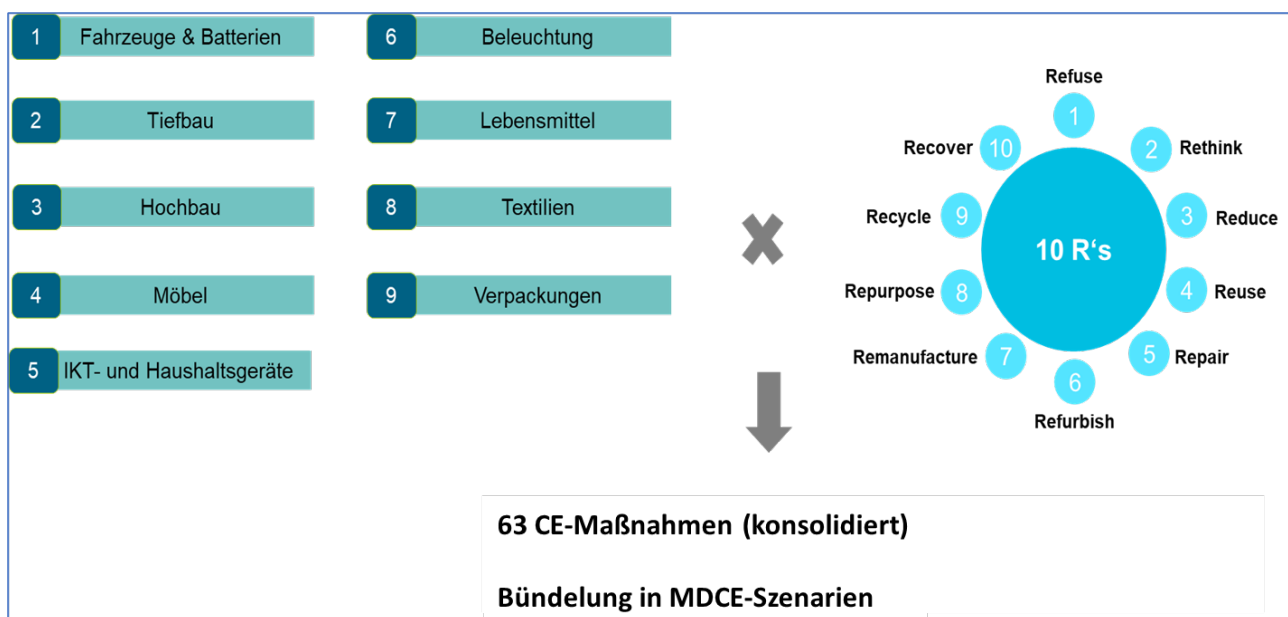 1 Fahrzeuge & Batterien
2 Tiefbau
3 Hochbau
4 Möbel
5 IKT- und Haushaltsgeräte
6 Beleuchtung
7 Lebensmittel
8 Textilien
9 Verpackungen
10 R‘s
Refuse
1
2 Rethink
3 Reduce
4 Reuse
5 Repair
6
Refurbish
Remanufacture 7
Repurpose 8
Recycle 9
Recover 10
63 CE-Maßnahmen (konsolidiert)
Bündelung in MDCE-Szenarien